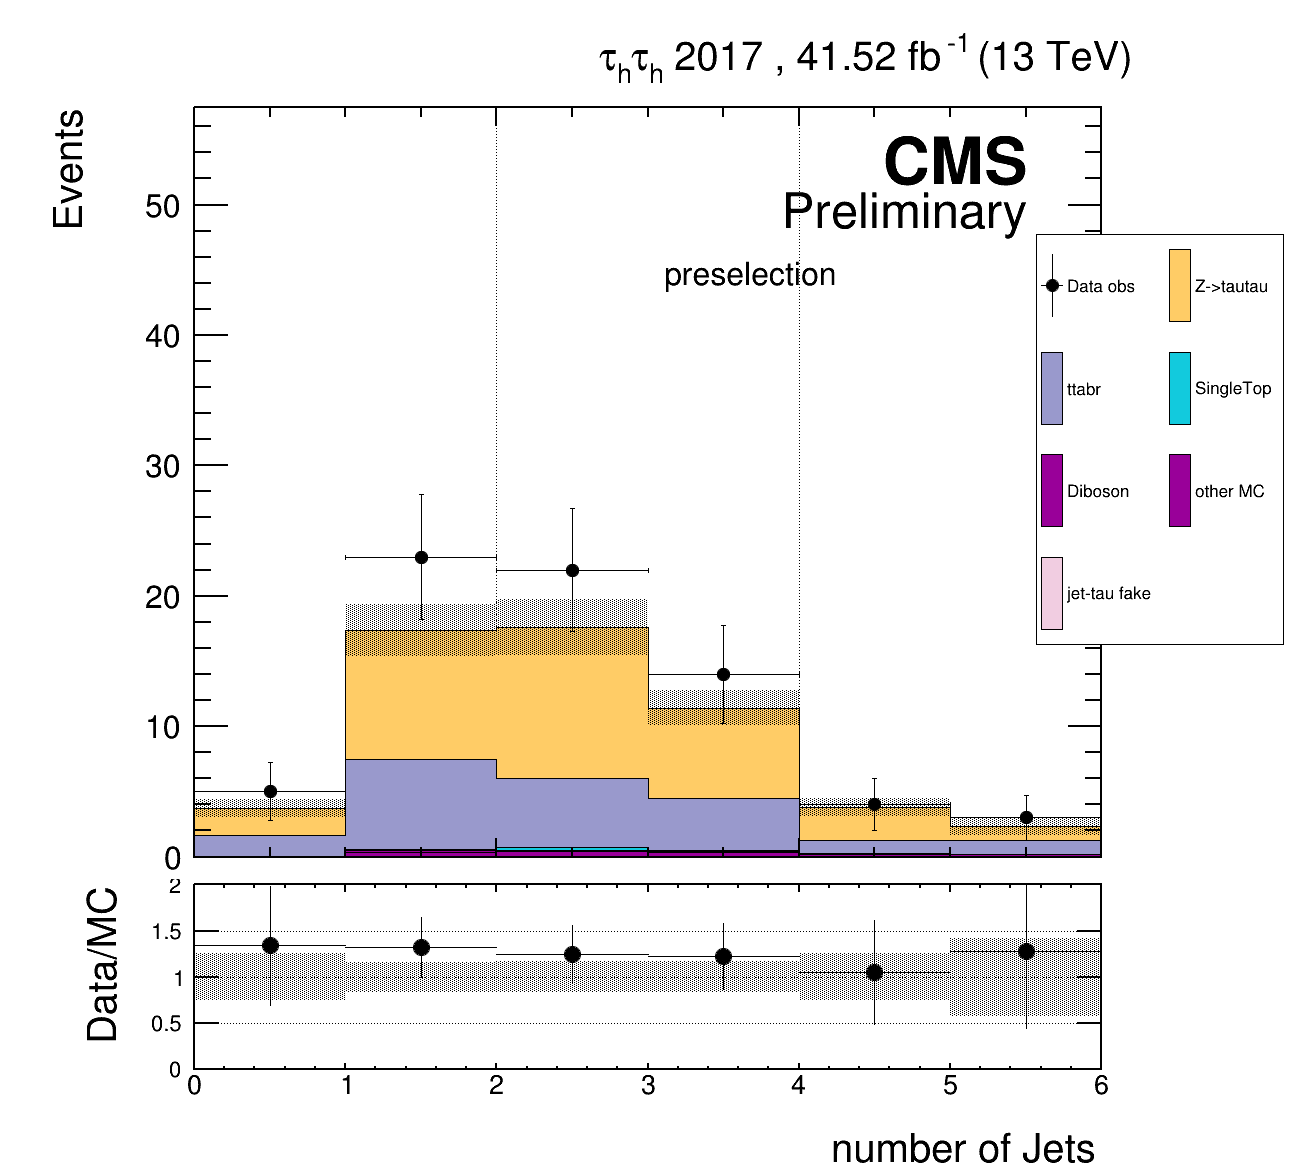 τhτh 2017 , 41.52 fb-1 (13 TeV)
Events
CMS
Preliminary
preselection
50
40
30
20
10
0
Data obs
Z->tautau
ttabr
SingleTop
Diboson
other MC
jet-tau fake
Data/MC
2
1.5
1
0.5
0
0 1 2 3 4 5 6
number of Jets